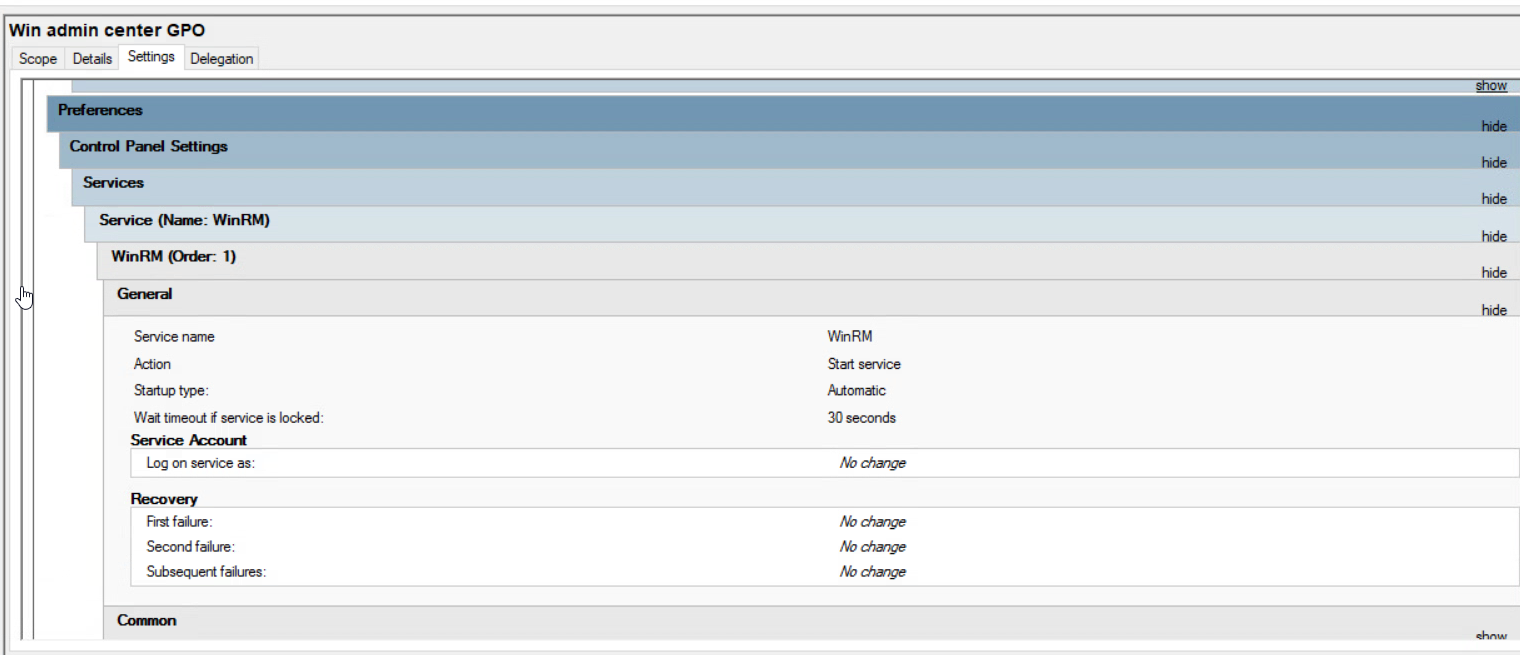 Win admin center GPO
Scope Details Settings Delegation
show
Preferences
hide
Control Panel Settings
hide
Services
hide
Service (Name: WinRM)
hide
WinRM (Order: 1)
hide
General
hide
Service name WinRM
Action Start service
Startup type: Automatic
Wait timeout if service is locked: 30 seconds
Service Account
Log on service as: No change
Recovery
First failure: No change
Second failure: No change
Subsequent failures: No change
Common
show